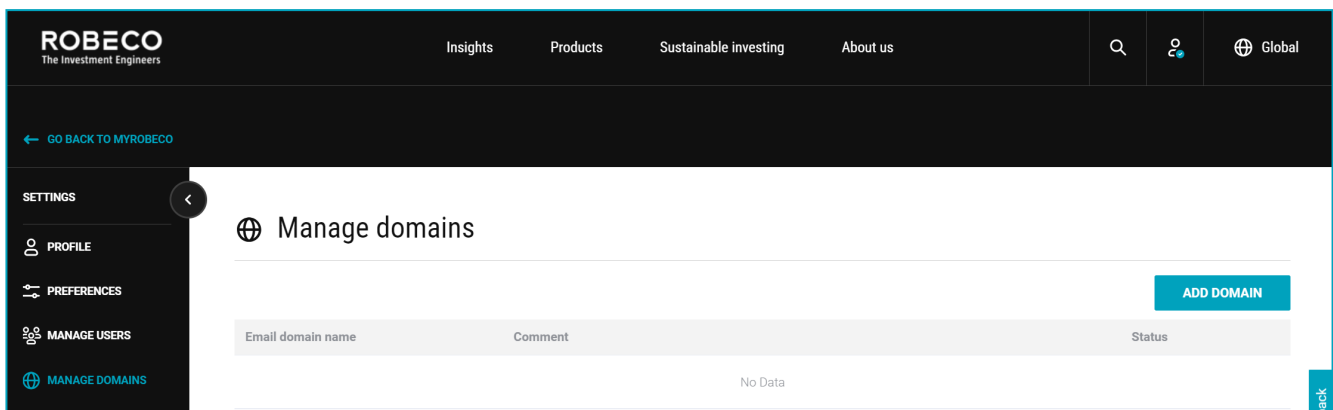 ROBECO
The Investment Engineers
Insights Products Sustainable investing About us Global
GO BACK TO MYROBECO
SETTINGS
Manage domains
PROFILE
PREFERENCES
ADD DOMAIN
MANAGE USERS
Email domain name Comment Status
MANAGE DOMAINS
No Data